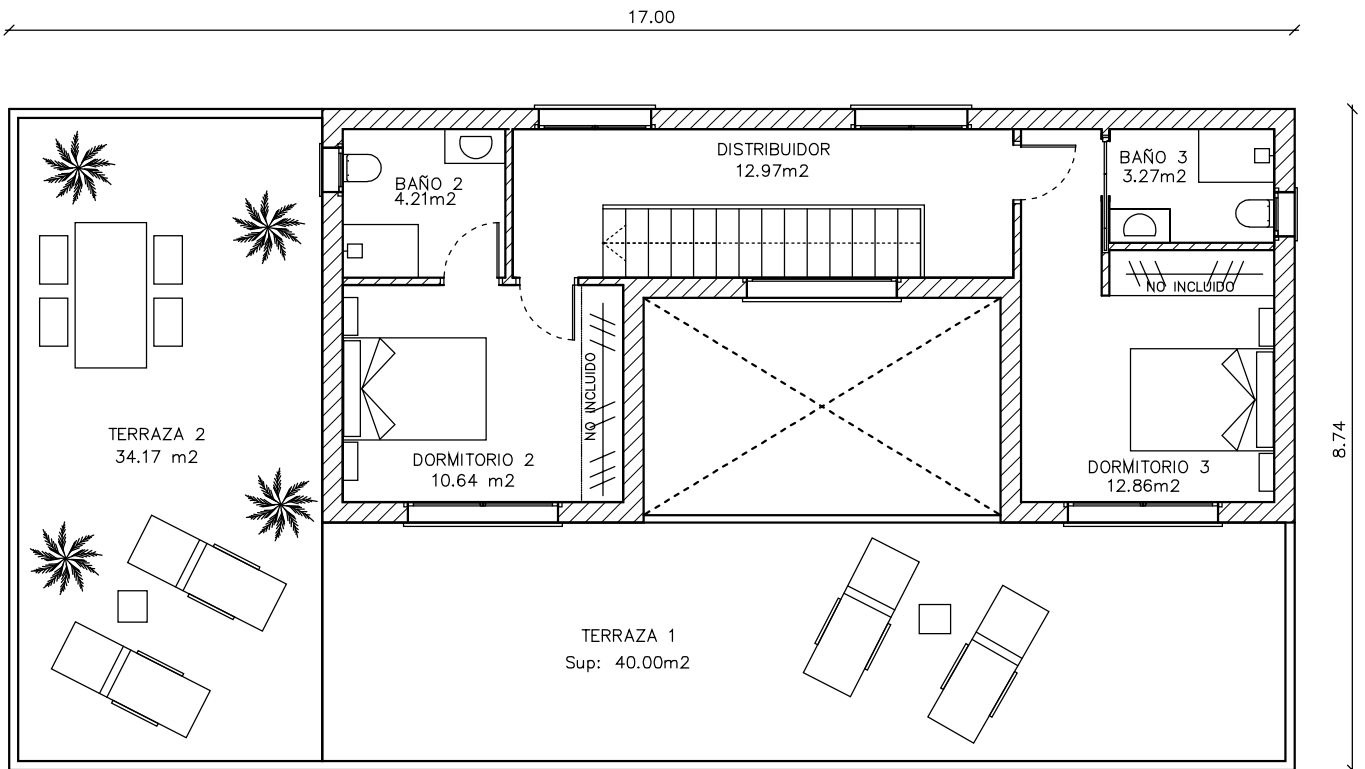 17.00
DISTRIBUIDOR
12.97m2
BAÑO 3
3.27m2
BAÑO 2
4.21m2
NO INCLUIDO
NO INCLUIDO
8.74
TERRAZA 2
34.17 m2
DORMITORIO 2
10.64 m2
DORMITORIO 3
12.86m2
TERRAZA 1
Sup: 40.00m2